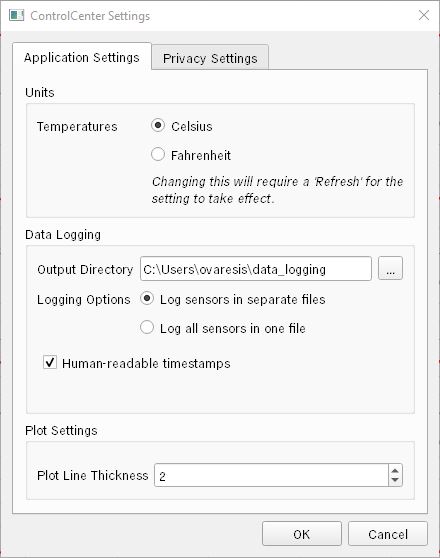 ControlCenter Settings
Application Settings
Privacy Settings
Units
Temperatures
Celsius
Fahrenheit
Changing this will require a 'Refresh' for the
setting to take effect.
Data Logging
Output Directory C:\Users\ovaresis\data_logging ...
Logging Options
Log sensors in separate files
Log all sensors in one file
Human-readable timestamps
Plot Settings
Plot Line Thickness 2
OK
Cancel